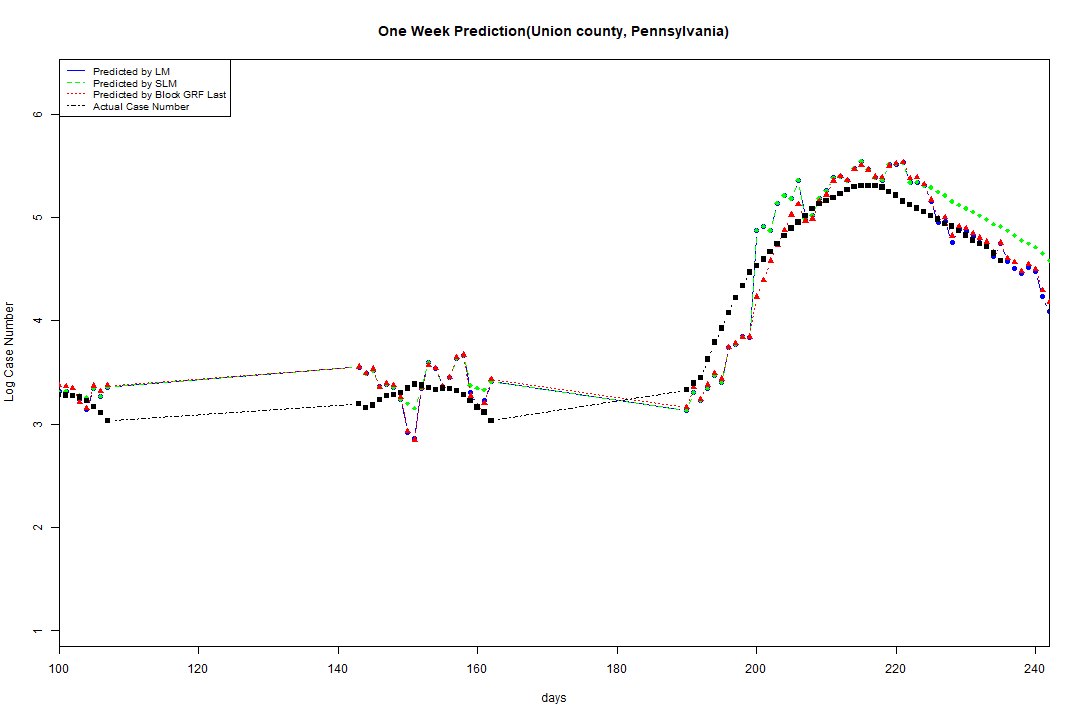 One Week Prediction(Union county, Pennsylvania)
Predicted by LM
Predicted by SLM
Predicted by Block GRF Last
Actual Case Number
6
5
4
3
2
1
Log Case Number
100 120 140 160 180 200 220 240
days